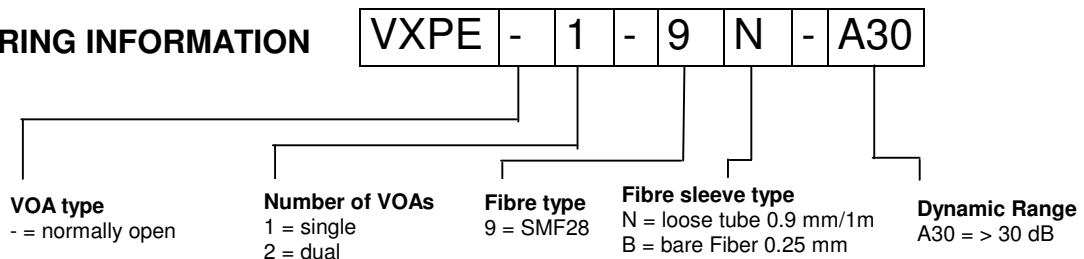 RING INFORMATION
VXPE - 1 - 9 N - A30
VOA type
- = normally open
Number of VOAs
1 = single
2 = dual
Fibre type
9 = SMF28
Fibre sleeve type
N = loose tube 0.9 mm/1m
B = bare Fiber 0.25 mm
Dynamic Range
A30 = > 30 dB